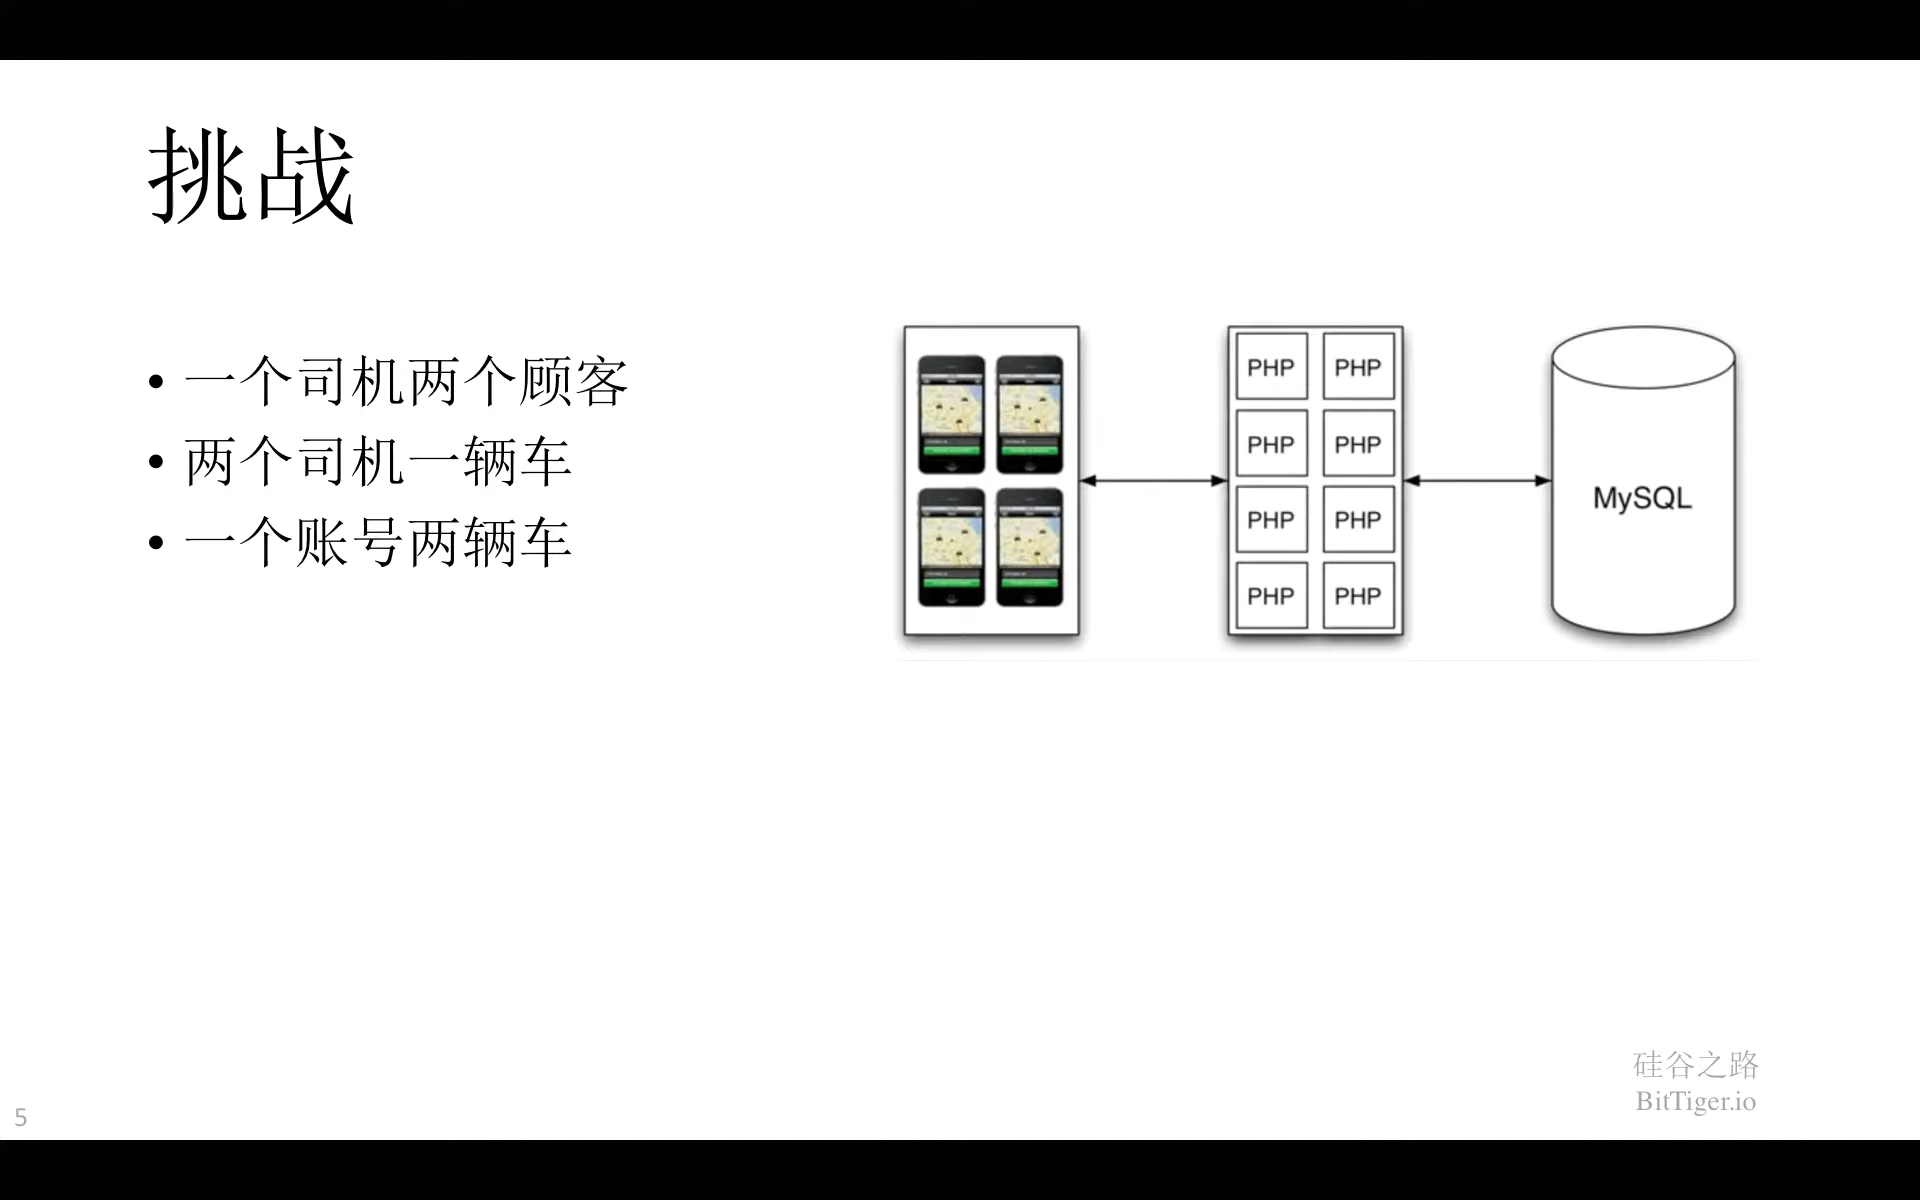 挑战
• 一个司机两个顾客
• 两个司机一辆车
• 一个账号两辆车
PHP PHP
PHP PHP
PHP PHP
PHP PHP
MySQL
硅谷之路
BitTiger.io
5